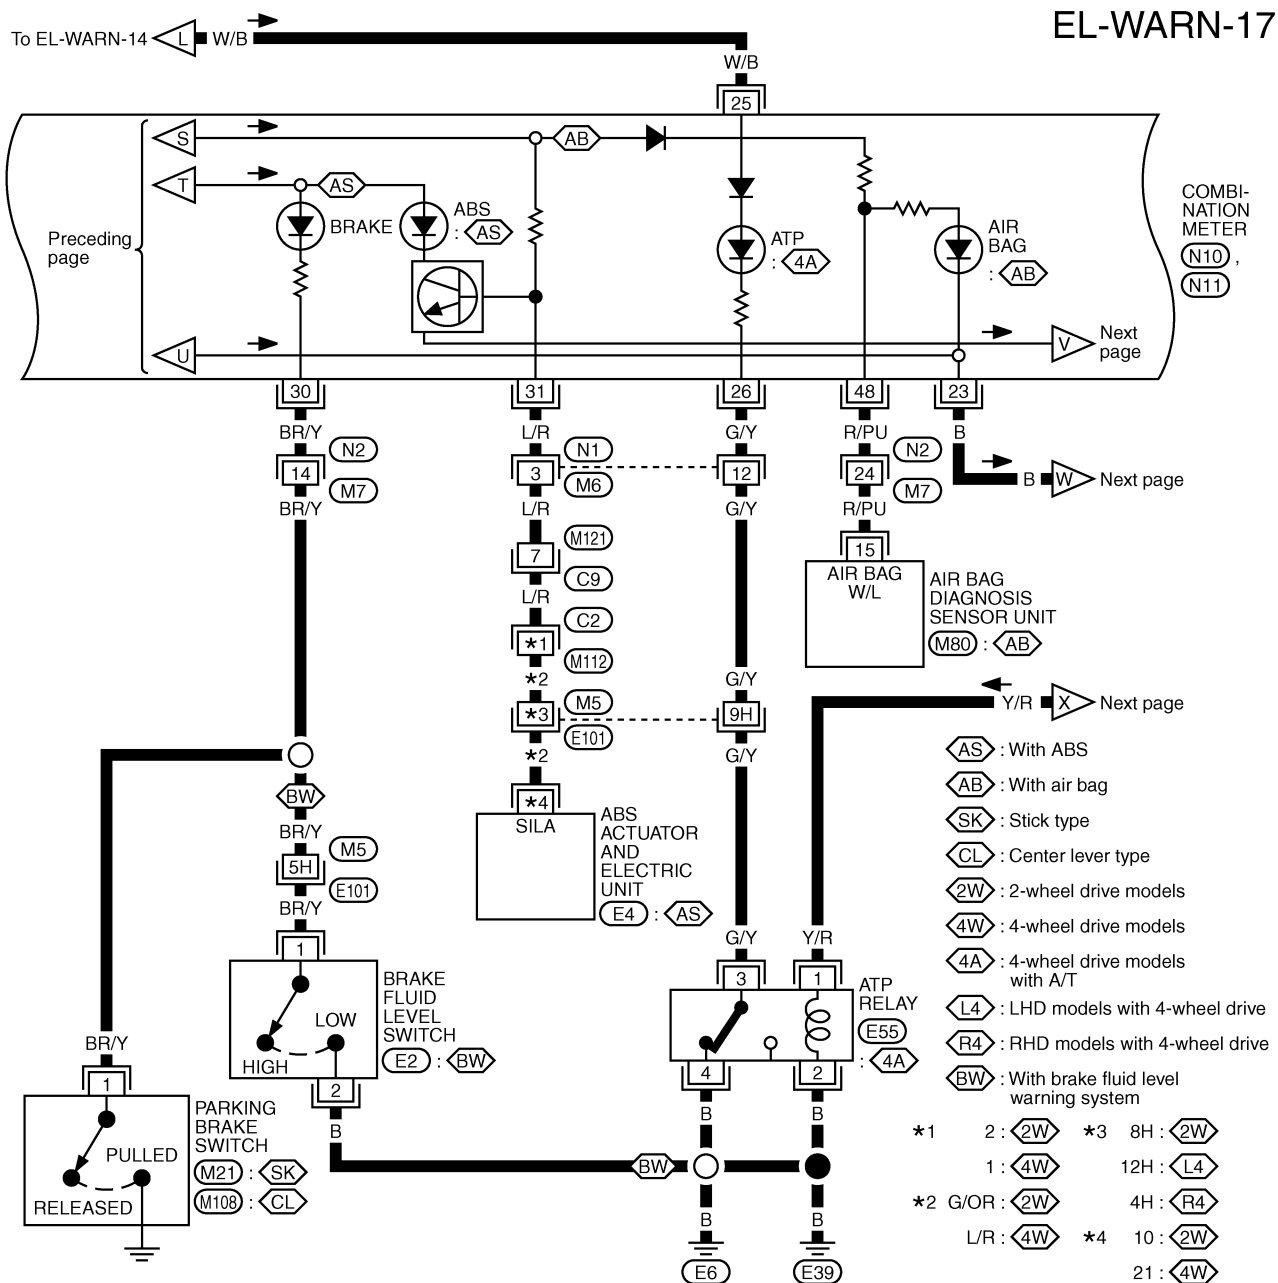 EL-WARN-17
To EL-WARN-14 L W/B
W/B
25
S AB
T AS
BRAKE
ABS
: AS
ATP
: 4A
AIR
BAG
: AB
COMBI-
NATION
METER
N10 ,
N11
Preceding
page
U
V Next
page
30 31 26 48 23
BR/Y L/R G/Y R/PU B
N2 N1 N2
14 3 12 24
M7 M6 M7
B W Next page
BR/Y L/R G/Y R/PU
M121
7
C9
15
AIR BAG
W/L
AIR BAG
DIAGNOSIS
SENSOR UNIT
M80 : AB
L/R
C2
*1
M112
*2
G/Y
M5
*3 9H
E101
Y/R X Next page
*2 G/Y
*4
SILA
ABS
ACTUATOR
AND
ELECTRIC
UNIT
E4 : AS
BW
BR/Y
M5
5H
E101
BR/Y
1
BRAKE
FLUID
LEVEL
SWITCH
E2 : BW
LOW
HIGH
2
B
G/Y Y/R
3 1
ATP
RELAY
E55
: 4A
4 2
B B
BW
B B
E6 E39
BR/Y
1
PARKING
BRAKE
SWITCH
M21 : SK
M108 : CL
PULLED
RELEASED
AS : With ABS
AB : With air bag
SK : Stick type
CL : Center lever type
2W : 2-wheel drive models
4W : 4-wheel drive models
4A : 4-wheel drive models
with A/T
L4 : LHD models with 4-wheel drive
R4 : RHD models with 4-wheel drive
BW : With brake fluid level
warning system
*1 2 : 2W *3 8H : 2W
1 : 4W 12H : L4
*2 G/OR : 2W 4H : R4
L/R : 4W *4 10 : 2W
21 : 4W